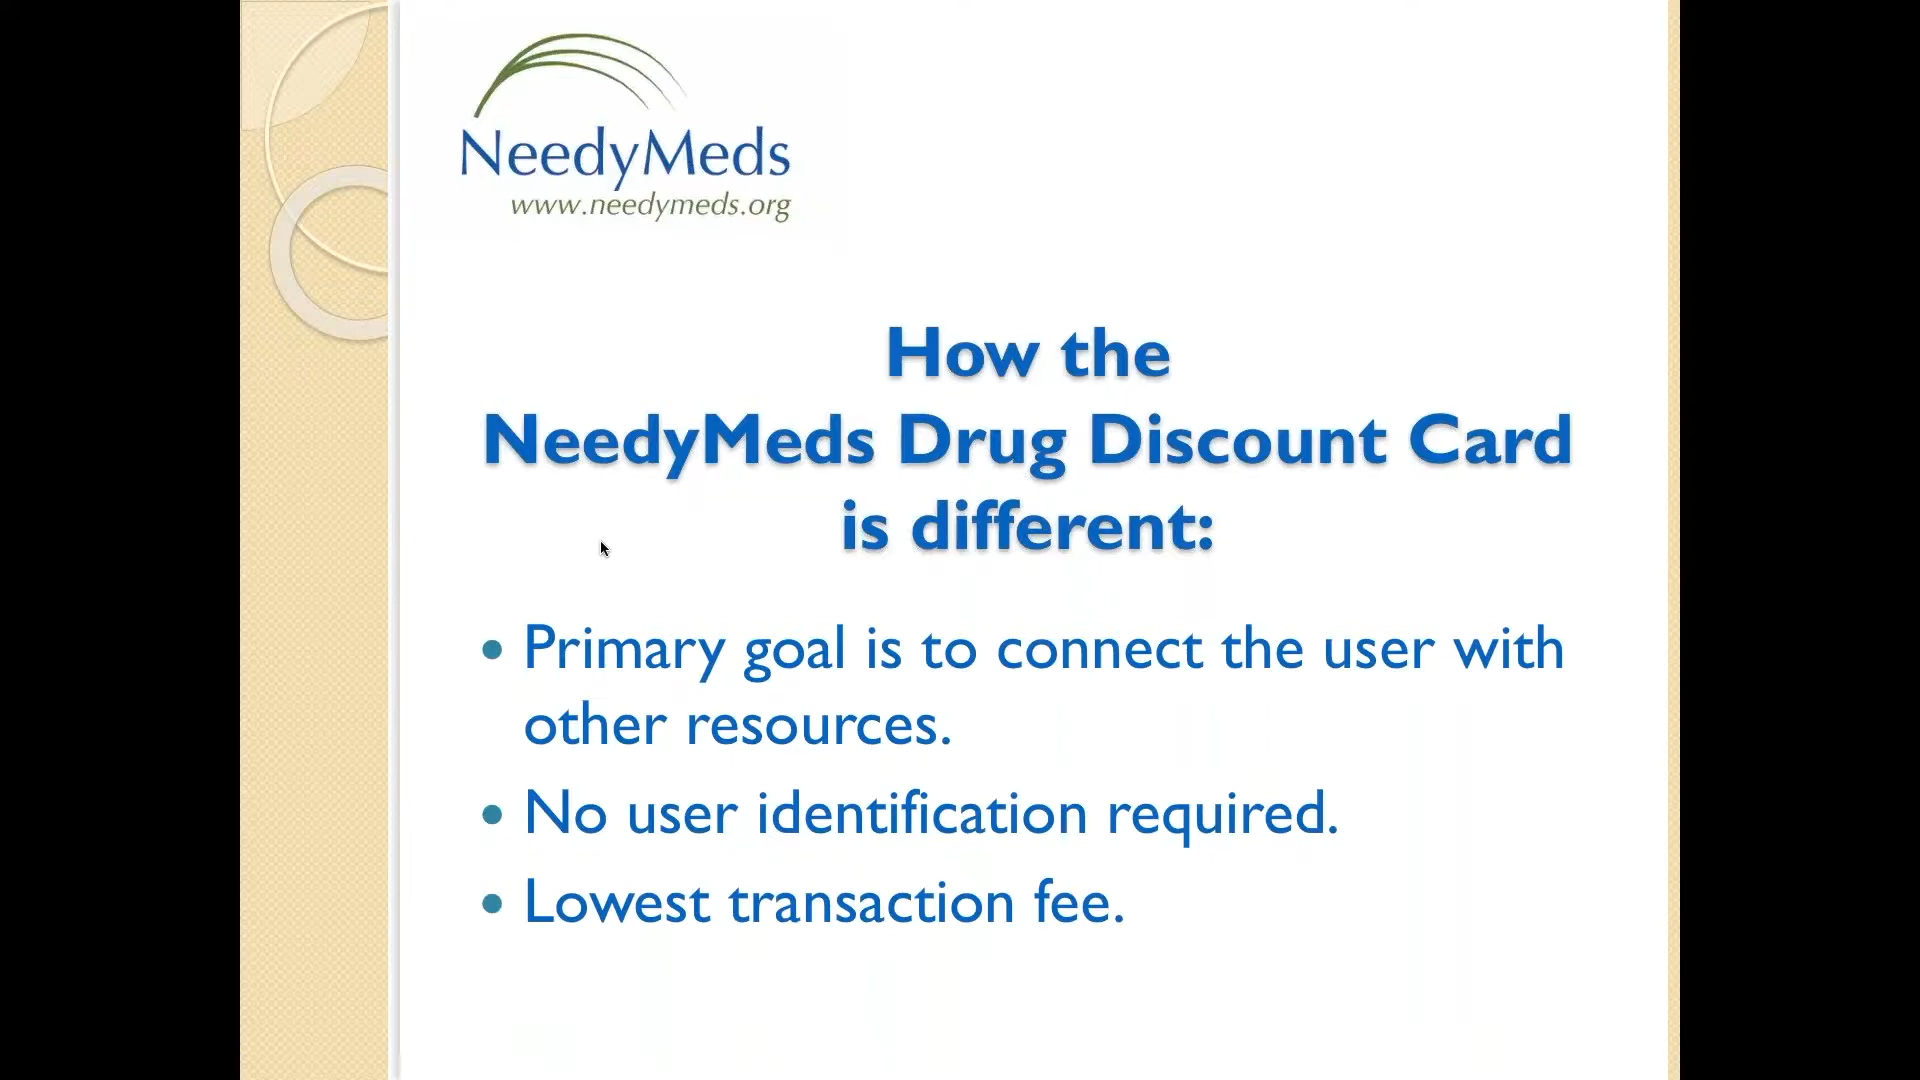 NeedyMeds
www.needymeds.org
How the
NeedyMeds Drug Discount Card
is different:
• Primary goal is to connect the user with
other resources.
• No user identification required.
• Lowest transaction fee.